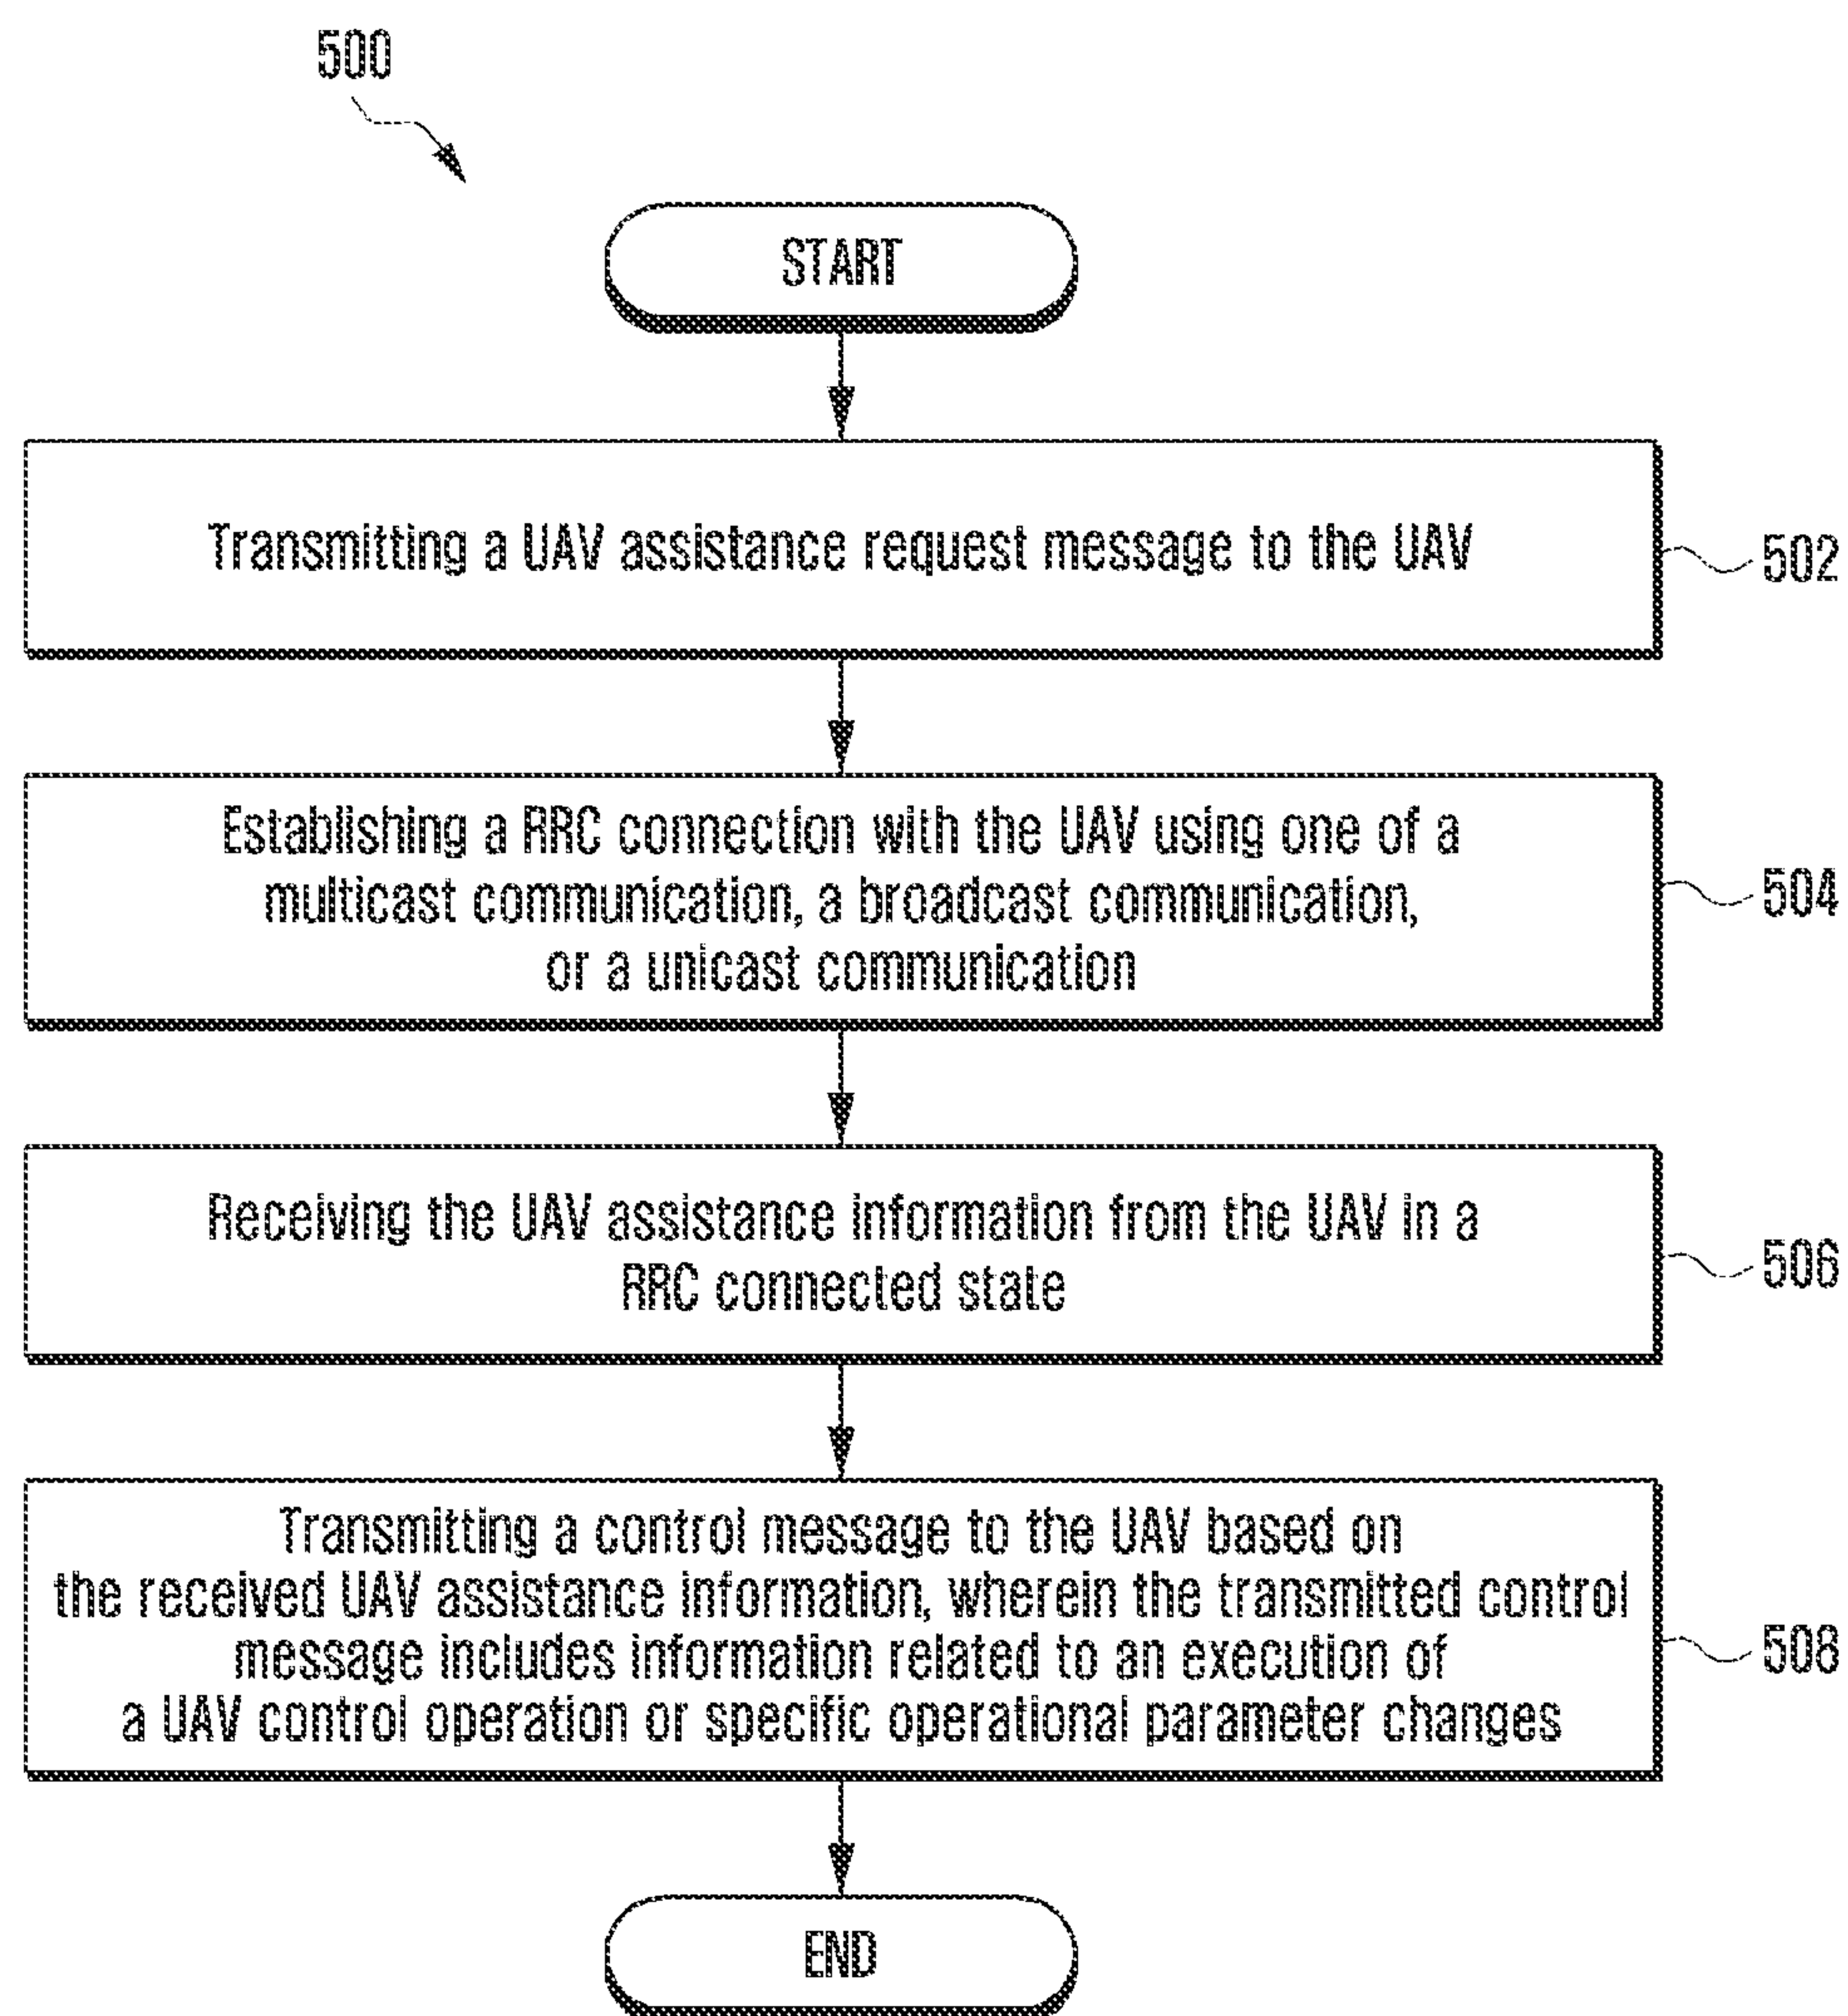 500
START
Transmitting a UAV assistance request message to the UAV
502
Establishing a RRC connection with the UAV using one of a
multicast communication, a broadcast communication,
or a unicast communication
504
Receiving the UAV assistance information from the UAV in a
RRC connected state
506
Transmitting a control message to the UAV based on
the received UAV assistance information, wherein the transmitted control
message includes information related to an execution of
a UAV control operation or specific operational parameter changes
508
END